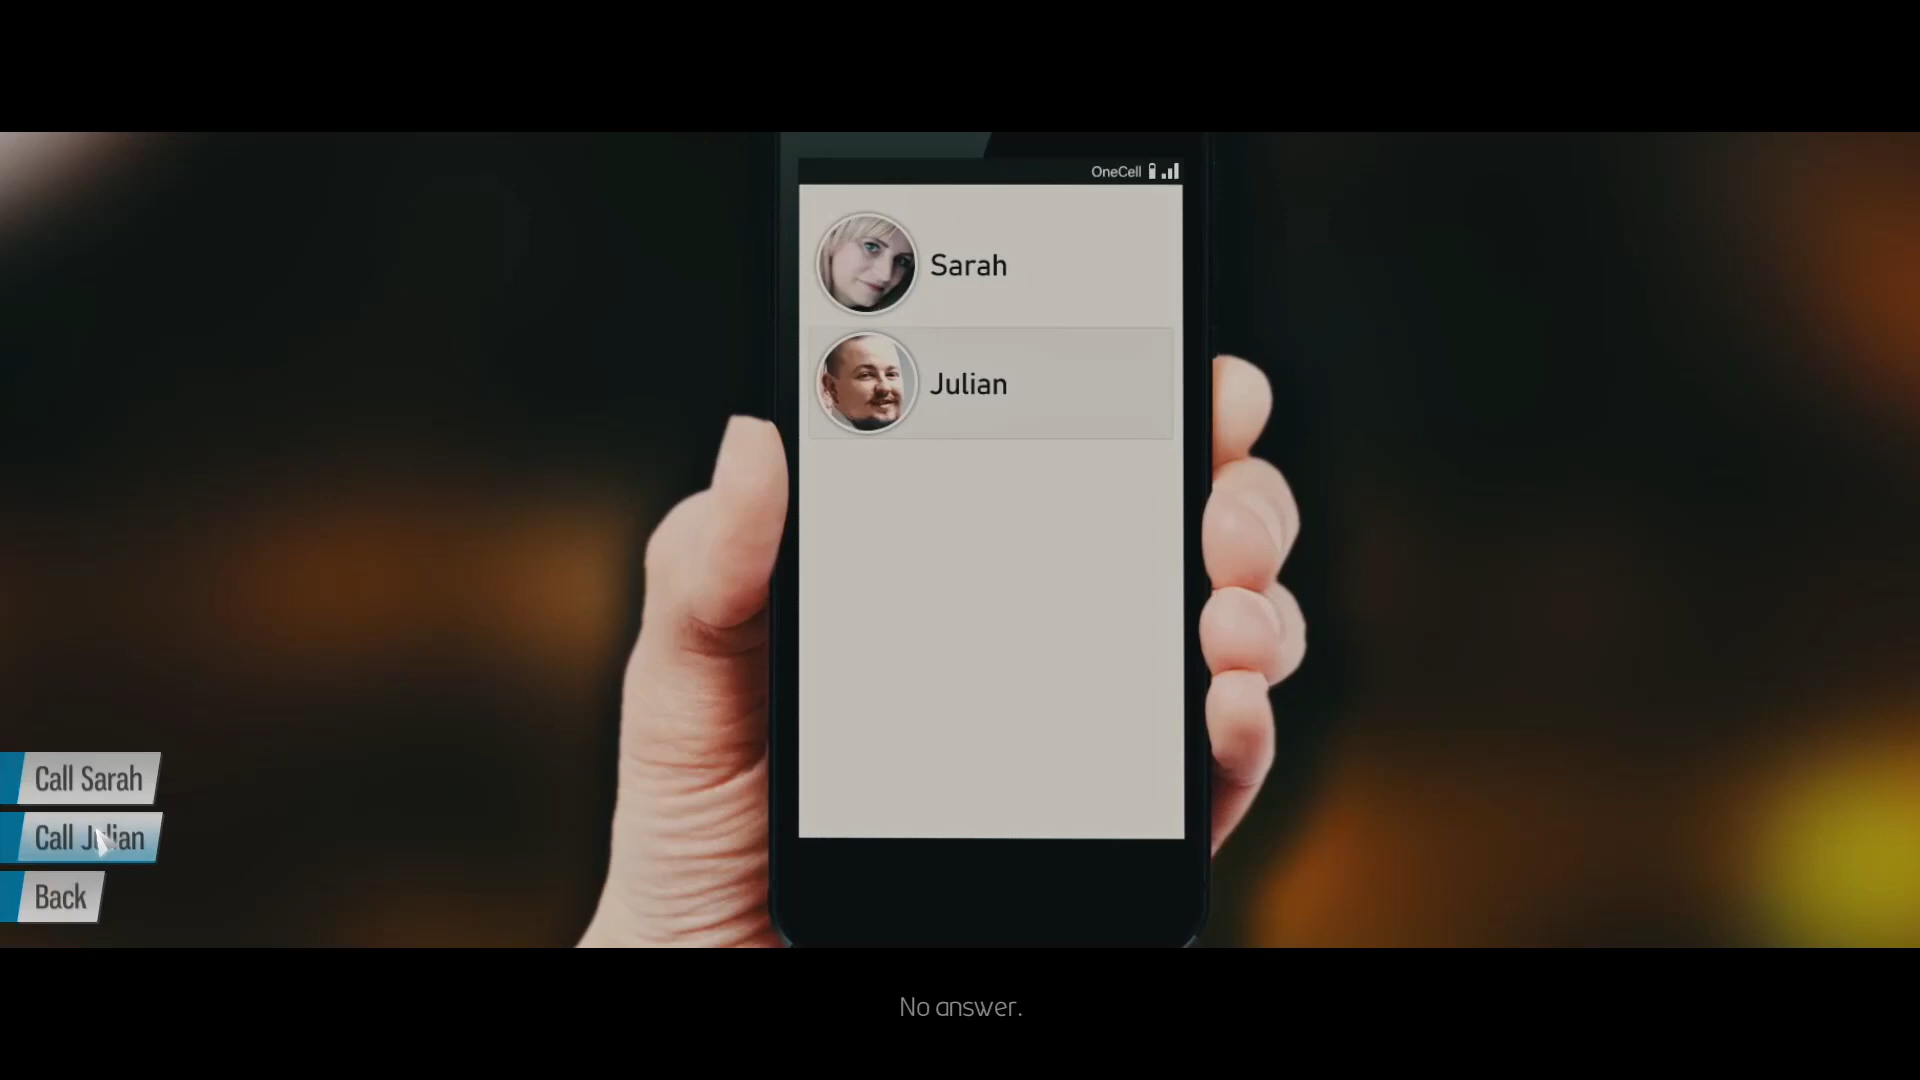 OneCell
Sarah
Julian
Call Sarah
Call Julian
Back
No answer.